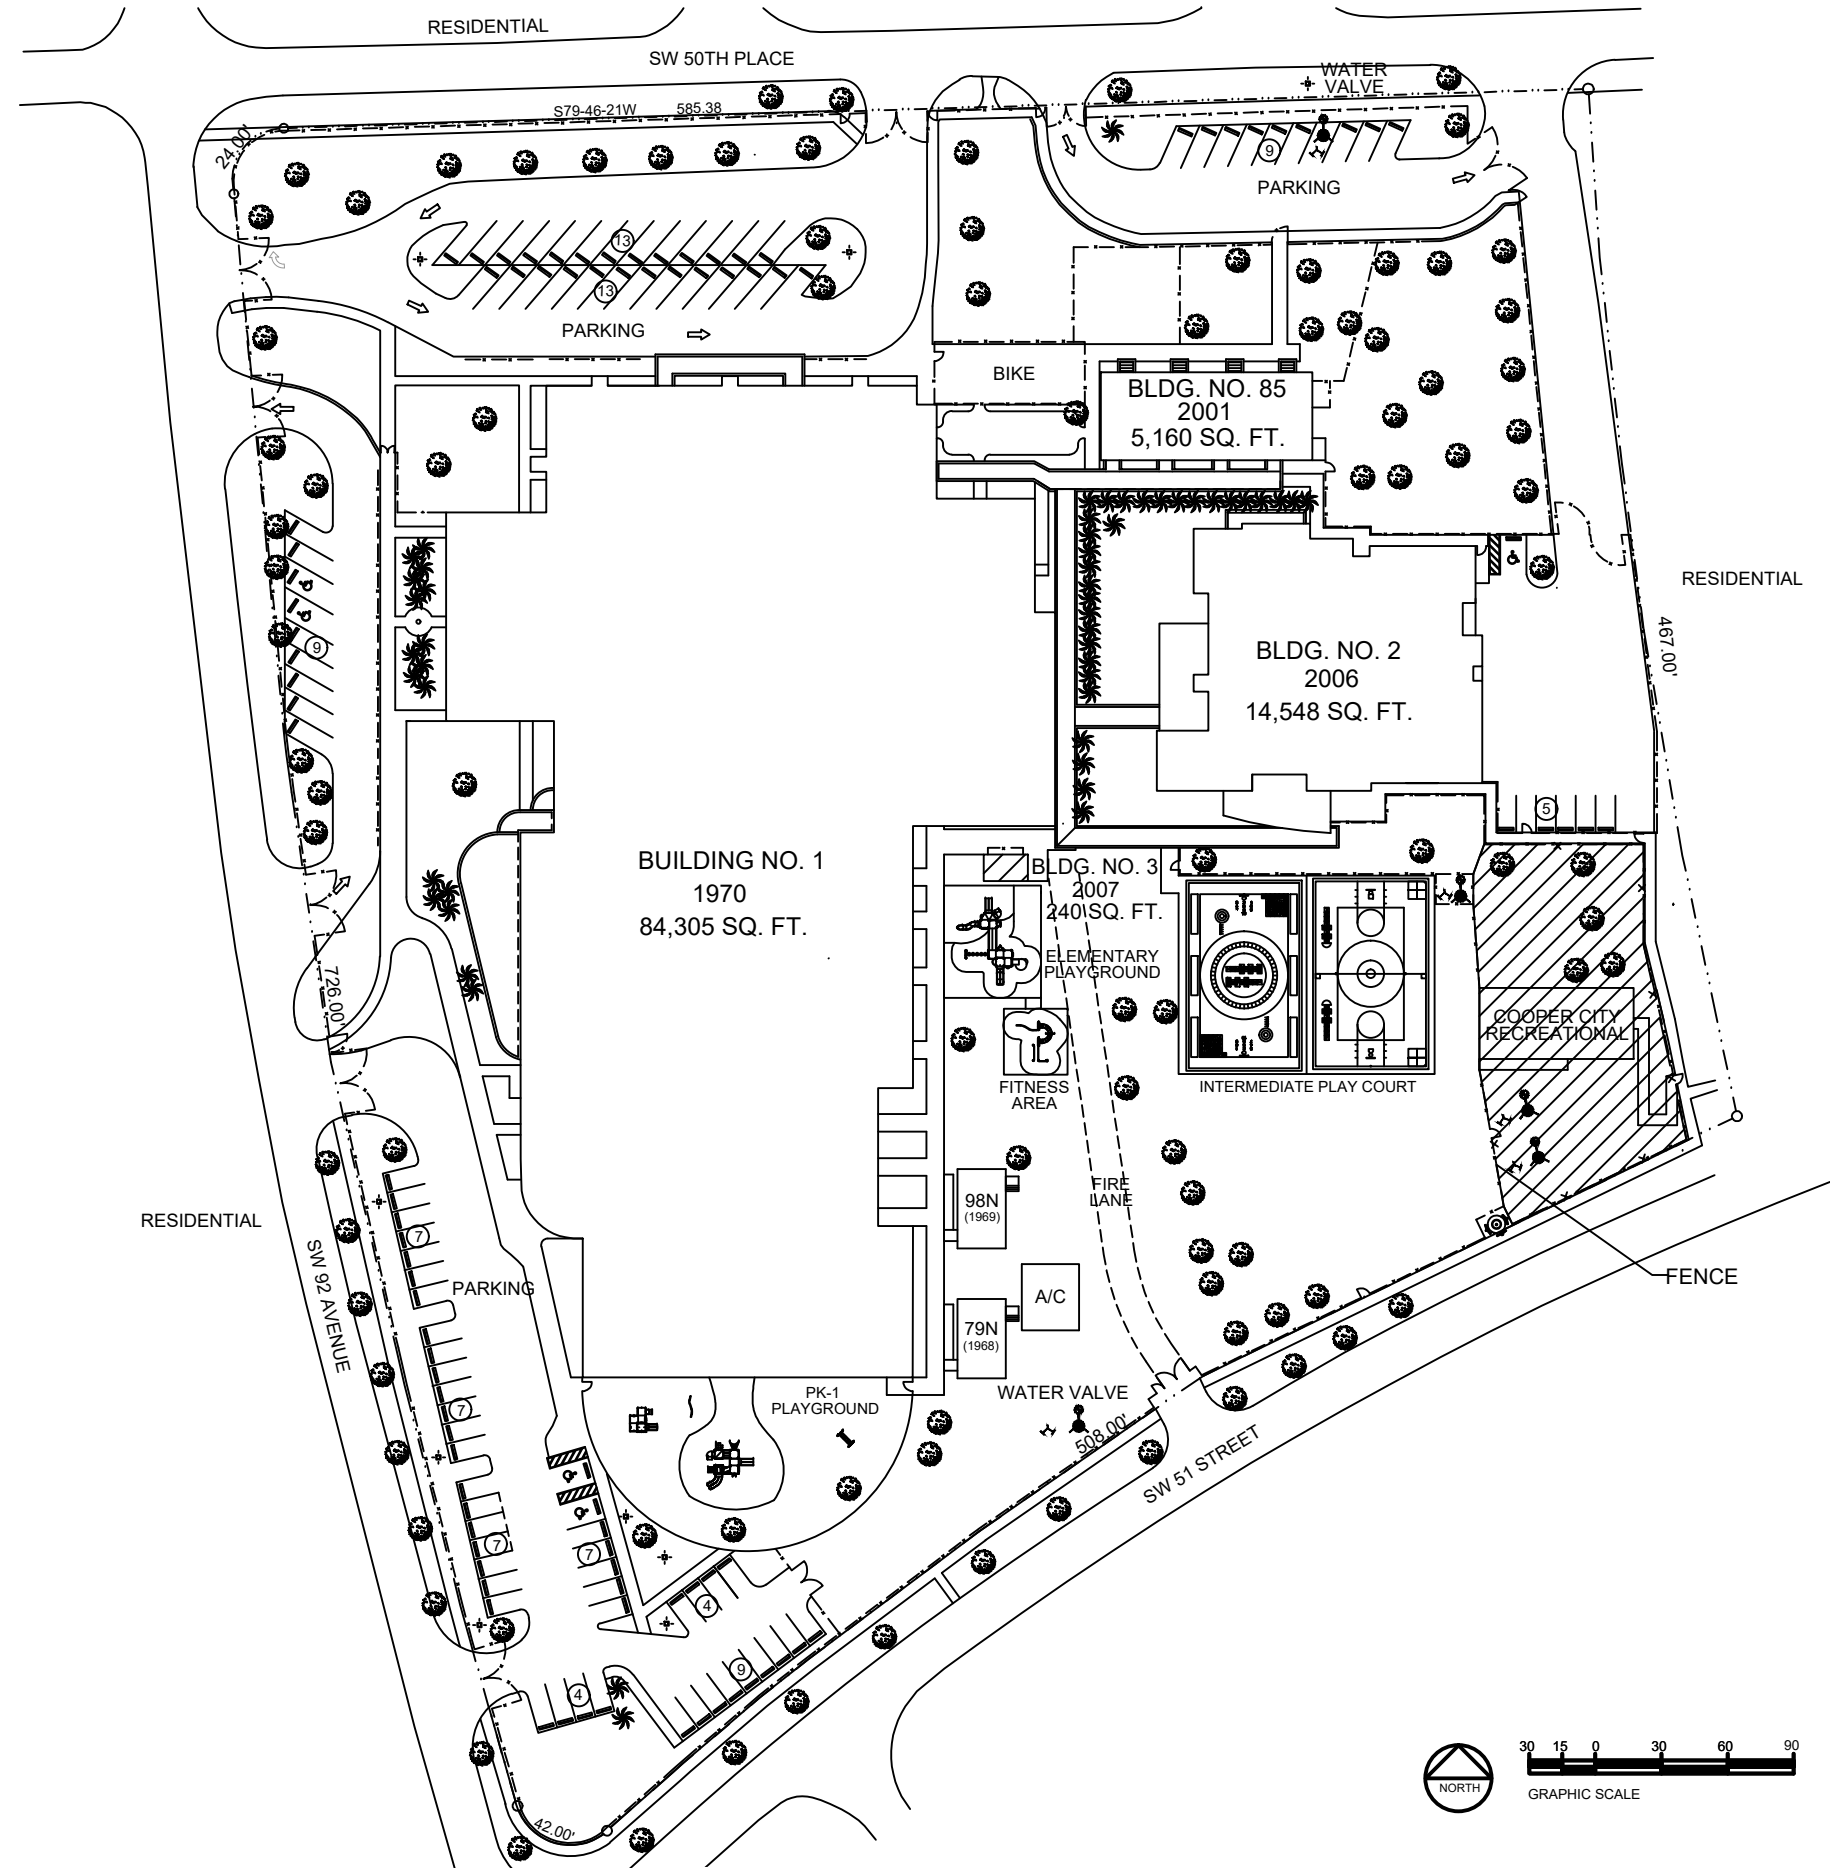 RESIDENTIAL
SW 50TH PLACE
WATER
VALVE
S79-46-21W 585.38
24.00'
9
PARKING
13
13
PARKING
BIKE
BLDG. NO. 85
2001
5,160 SQ. FT.
RESIDENTIAL
467.00'
9
BLDG. NO. 2
2006
14,548 SQ. FT.
5
BUILDING NO. 1
1970
84,305 SQ. FT.
BLDG. NO. 3
2007
240 SQ. FT.
ELEMENTARY
PLAYGROUND
726.00'
COOPER CITY
RECREATIONAL
FITNESS
AREA
INTERMEDIATE PLAY COURT
FIRE
LANE
98N
(1969)
RESIDENTIAL
7
SW 92 AVENUE
PARKING
FENCE
A/C
79N
(1968)
PK-1
PLAYGROUND
WATER VALVE
7
508.00'
SW 51 STREET
7
7
4
9
4
42.00'
NORTH
30 15 0 30 60 90
GRAPHIC SCALE